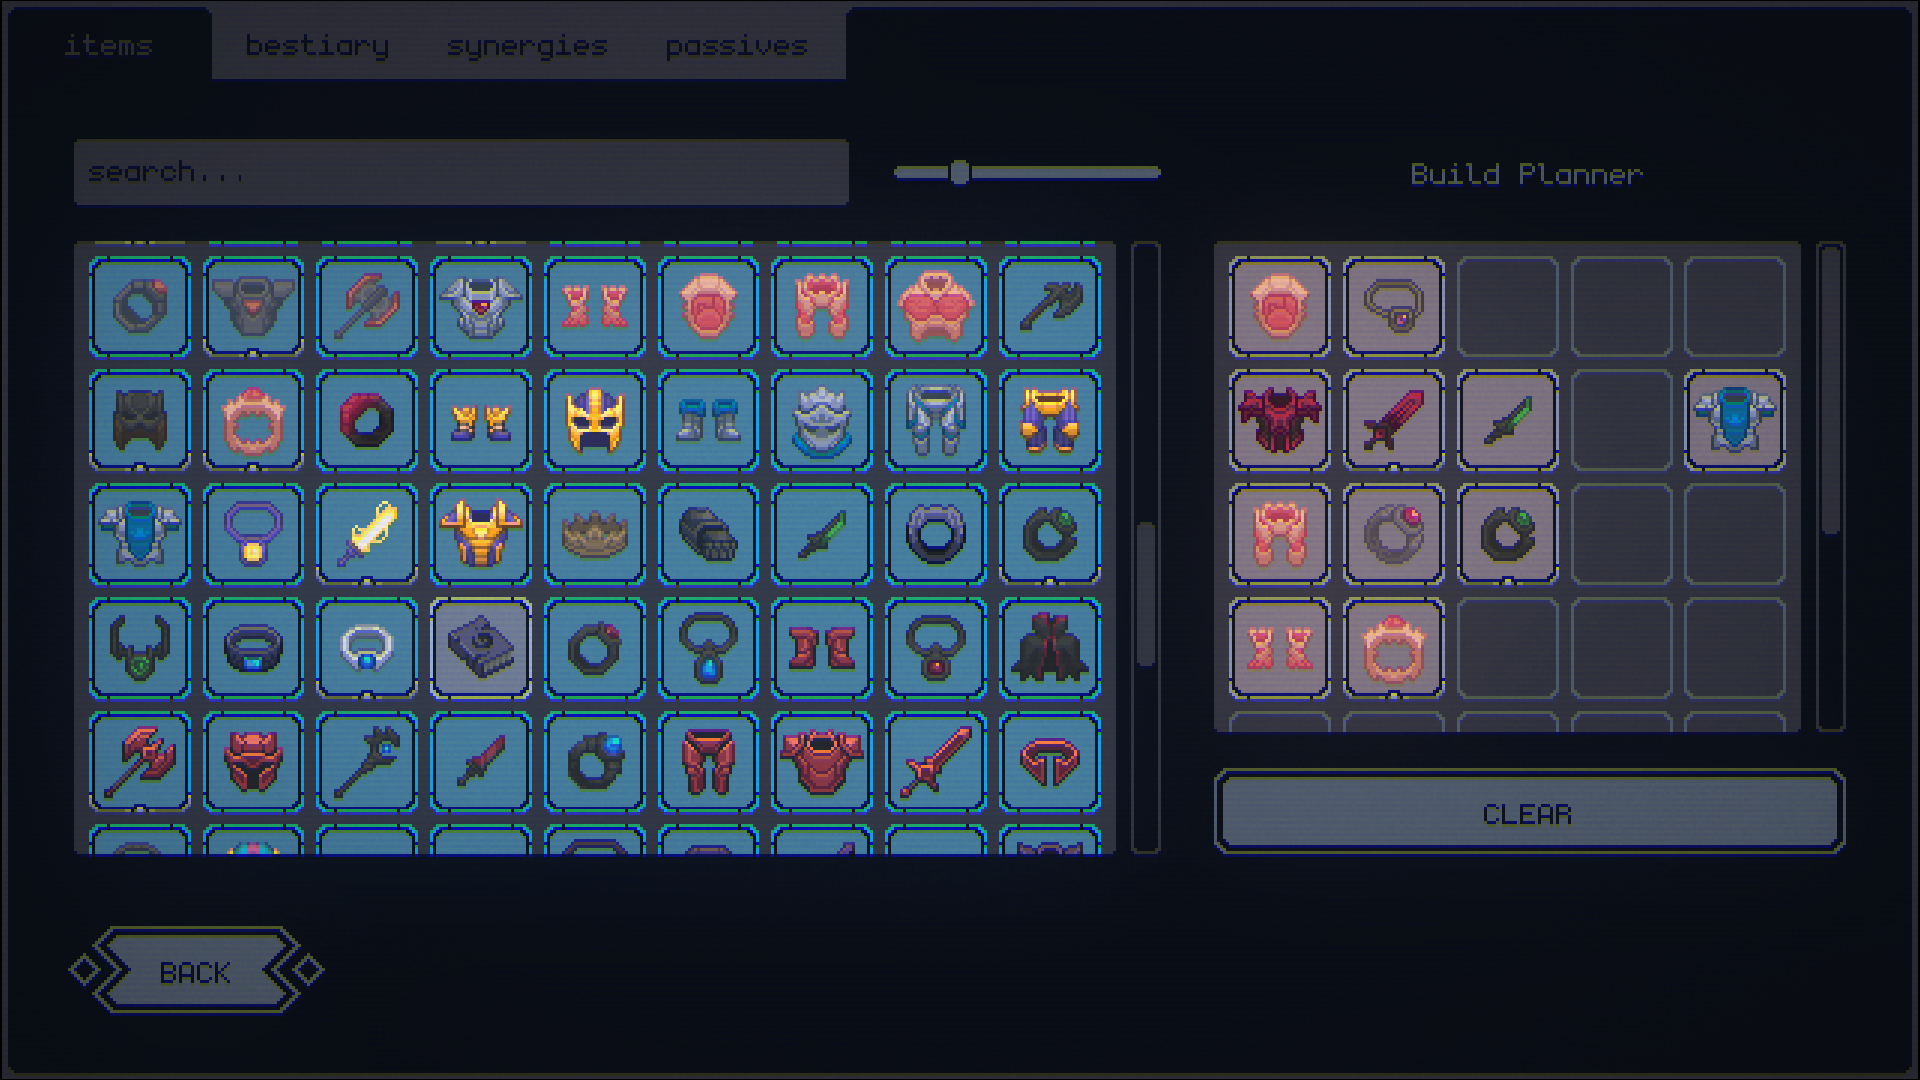 items bestiary synergies passives
search...
Build Planner
CLEAR
BACK